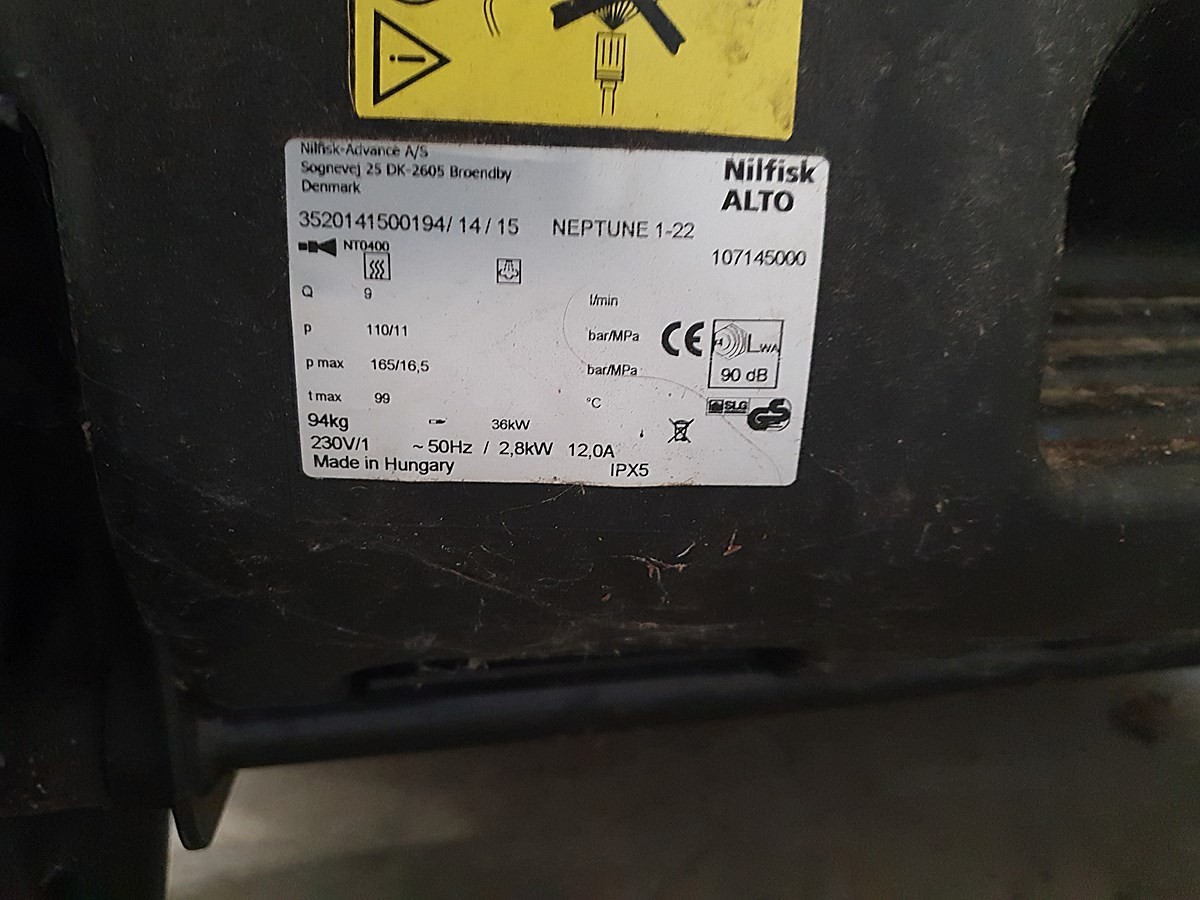 Nilfisk-Advance A/S
Sognevej 25 DK-2605 Broendby
Denmark
Nilfisk
ALTO
3520141500194/ 14 / 15 NEPTUNE 1-22
NT0400
107145000
Q 9 l/min
p 110/11 bar/MPa
p max 165/16,5 bar/MPa
t max 99 °C
CE
LWA
90 dB
SLG
GS
94kg 36kW
230V/1 ~ 50Hz / 2,8kW 12,0A
Made in Hungary IPX5